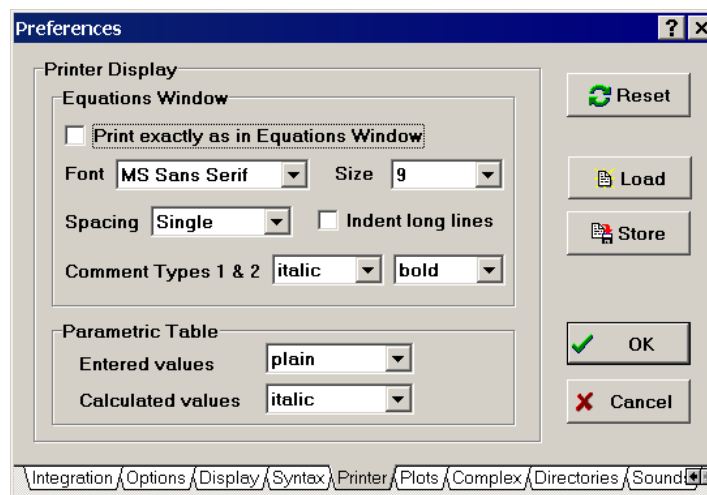 Preferences
Printer Display
Equations Window
Print exactly as in Equations Window
Font MS Sans Serif Size 9
Spacing Single Indent long lines
Comment Types 1 & 2 italic bold
Parametric Table
Entered values plain
Calculated values italic
Reset
Load
Store
OK
Cancel
Integration Options Display Syntax Printer Plots Complex Directories Sound